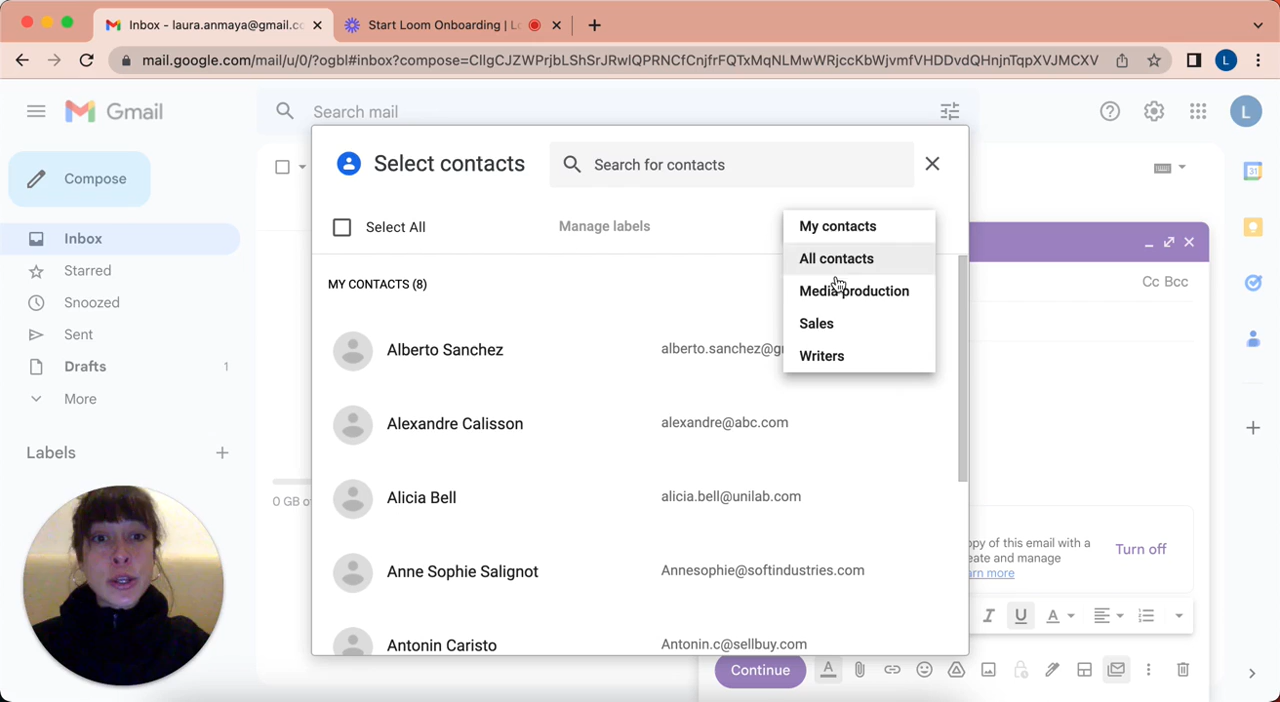 Inbox - laura.anmaya@gmail.co
Start Loom Onboarding | Lo
mail.google.com/mail/u/0/?ogbl#inbox?compose=CllgCJZWPrjbLShSrJRwlQPRNCfCnjfrFQTxMqNLMwWRjccKbWjvmfVHDDvdQHnjnTqpXVJMCXV
L
Gmail
Search mail
L
Compose
Inbox
Starred
Snoozed
Sent
Drafts 1
More
Labels
0 GB o
Select contacts
Search for contacts
Select All
Manage labels
My contacts
All contacts
Media production
Sales
Writers
MY CONTACTS (8)
Alberto Sanchez alberto.sanchez@g
Alexandre Calisson alexandre@abc.com
Alicia Bell alicia.bell@unilab.com
Anne Sophie Salignot Annesophie@softindustries.com
Antonin Caristo Antonin.c@sellbuy.com
Cc Bcc
opy of this email with a
eate and manage
arn more
Turn off
Continue
31